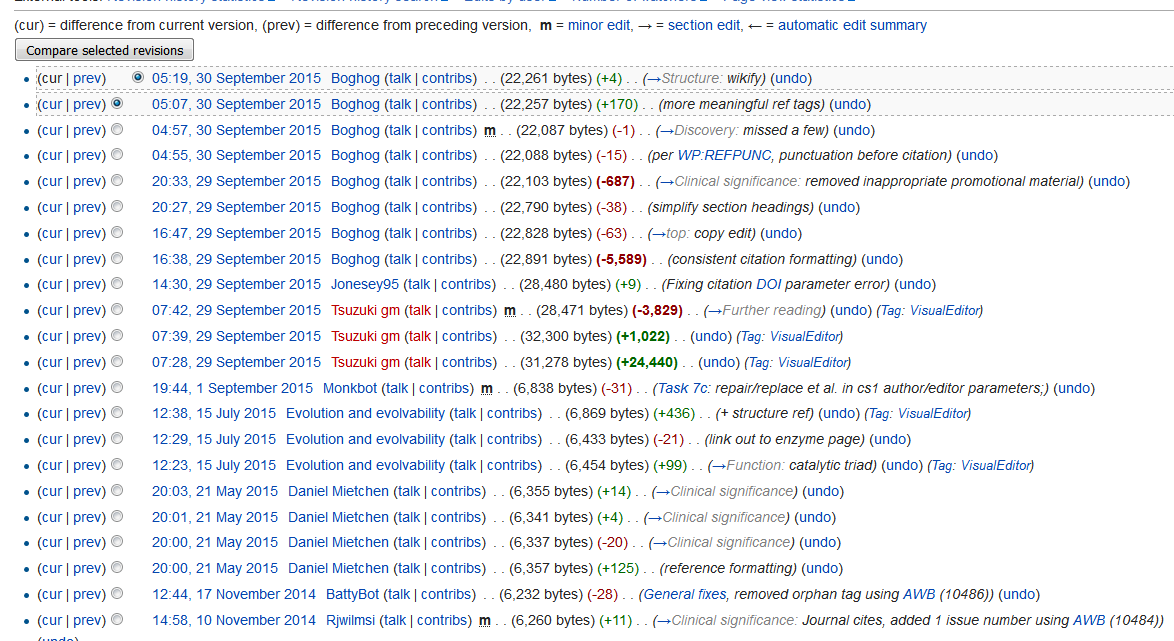 (cur) = difference from current version, (prev) = difference from preceding version, m = minor edit, → = section edit, ← = automatic edit summary
Compare selected revisions
(cur | prev) 05:19, 30 September 2015 Boghog (talk | contribs) . . (22,261 bytes) (+4) . . (→Structure: wikify) (undo)
(cur | prev) 05:07, 30 September 2015 Boghog (talk | contribs) . . (22,257 bytes) (+170) . . (more meaningful ref tags) (undo)
(cur | prev) 04:57, 30 September 2015 Boghog (talk | contribs) m . . (22,087 bytes) (-1) . . (→Discovery: missed a few) (undo)
(cur | prev) 04:55, 30 September 2015 Boghog (talk | contribs) . . (22,088 bytes) (-15) . . (per WP:REFPUNC, punctuation before citation) (undo)
(cur | prev) 20:33, 29 September 2015 Boghog (talk | contribs) . . (22,103 bytes) (-687) . . (→Clinical significance: removed inappropriate promotional material) (undo)
(cur | prev) 20:27, 29 September 2015 Boghog (talk | contribs) . . (22,790 bytes) (-38) . . (simplify section headings) (undo)
(cur | prev) 16:47, 29 September 2015 Boghog (talk | contribs) . . (22,828 bytes) (-63) . . (→top: copy edit) (undo)
(cur | prev) 16:38, 29 September 2015 Boghog (talk | contribs) . . (22,891 bytes) (-5,589) . . (consistent citation formatting) (undo)
(cur | prev) 14:30, 29 September 2015 Jonesey95 (talk | contribs) . . (28,480 bytes) (+9) . . (Fixing citation DOI parameter error) (undo)
(cur | prev) 07:42, 29 September 2015 Tsuzuki gm (talk | contribs) m . . (28,471 bytes) (-3,829) . . (→Further reading) (undo) (Tag: VisualEditor)
(cur | prev) 07:39, 29 September 2015 Tsuzuki gm (talk | contribs) . . (32,300 bytes) (+1,022) . . (undo) (Tag: VisualEditor)
(cur | prev) 07:28, 29 September 2015 Tsuzuki gm (talk | contribs) . . (31,278 bytes) (+24,440) . . (undo) (Tag: VisualEditor)
(cur | prev) 19:44, 1 September 2015 Monkbot (talk | contribs) m . . (6,838 bytes) (-31) . . (Task 7c: repair/replace et al. in cs1 author/editor parameters;) (undo)
(cur | prev) 12:38, 15 July 2015 Evolution and evolvability (talk | contribs) . . (6,869 bytes) (+436) . . (+ structure ref) (undo) (Tag: VisualEditor)
(cur | prev) 12:29, 15 July 2015 Evolution and evolvability (talk | contribs) . . (6,433 bytes) (-21) . . (link out to enzyme page) (undo)
(cur | prev) 12:23, 15 July 2015 Evolution and evolvability (talk | contribs) . . (6,454 bytes) (+99) . . (→Function: catalytic triad) (undo) (Tag: VisualEditor)
(cur | prev) 20:03, 21 May 2015 Daniel Mietchen (talk | contribs) . . (6,355 bytes) (+14) . . (→Clinical significance) (undo)
(cur | prev) 20:01, 21 May 2015 Daniel Mietchen (talk | contribs) . . (6,341 bytes) (+4) . . (→Clinical significance) (undo)
(cur | prev) 20:00, 21 May 2015 Daniel Mietchen (talk | contribs) . . (6,337 bytes) (-20) . . (→Clinical significance) (undo)
(cur | prev) 20:00, 21 May 2015 Daniel Mietchen (talk | contribs) . . (6,357 bytes) (+125) . . (reference formatting) (undo)
(cur | prev) 12:44, 17 November 2014 BattyBot (talk | contribs) . . (6,232 bytes) (-28) . . (General fixes, removed orphan tag using AWB (10486)) (undo)
(cur | prev) 14:58, 10 November 2014 Rjwilmsi (talk | contribs) m . . (6,260 bytes) (+11) . . (→Clinical significance: Journal cites, added 1 issue number using AWB (10484))